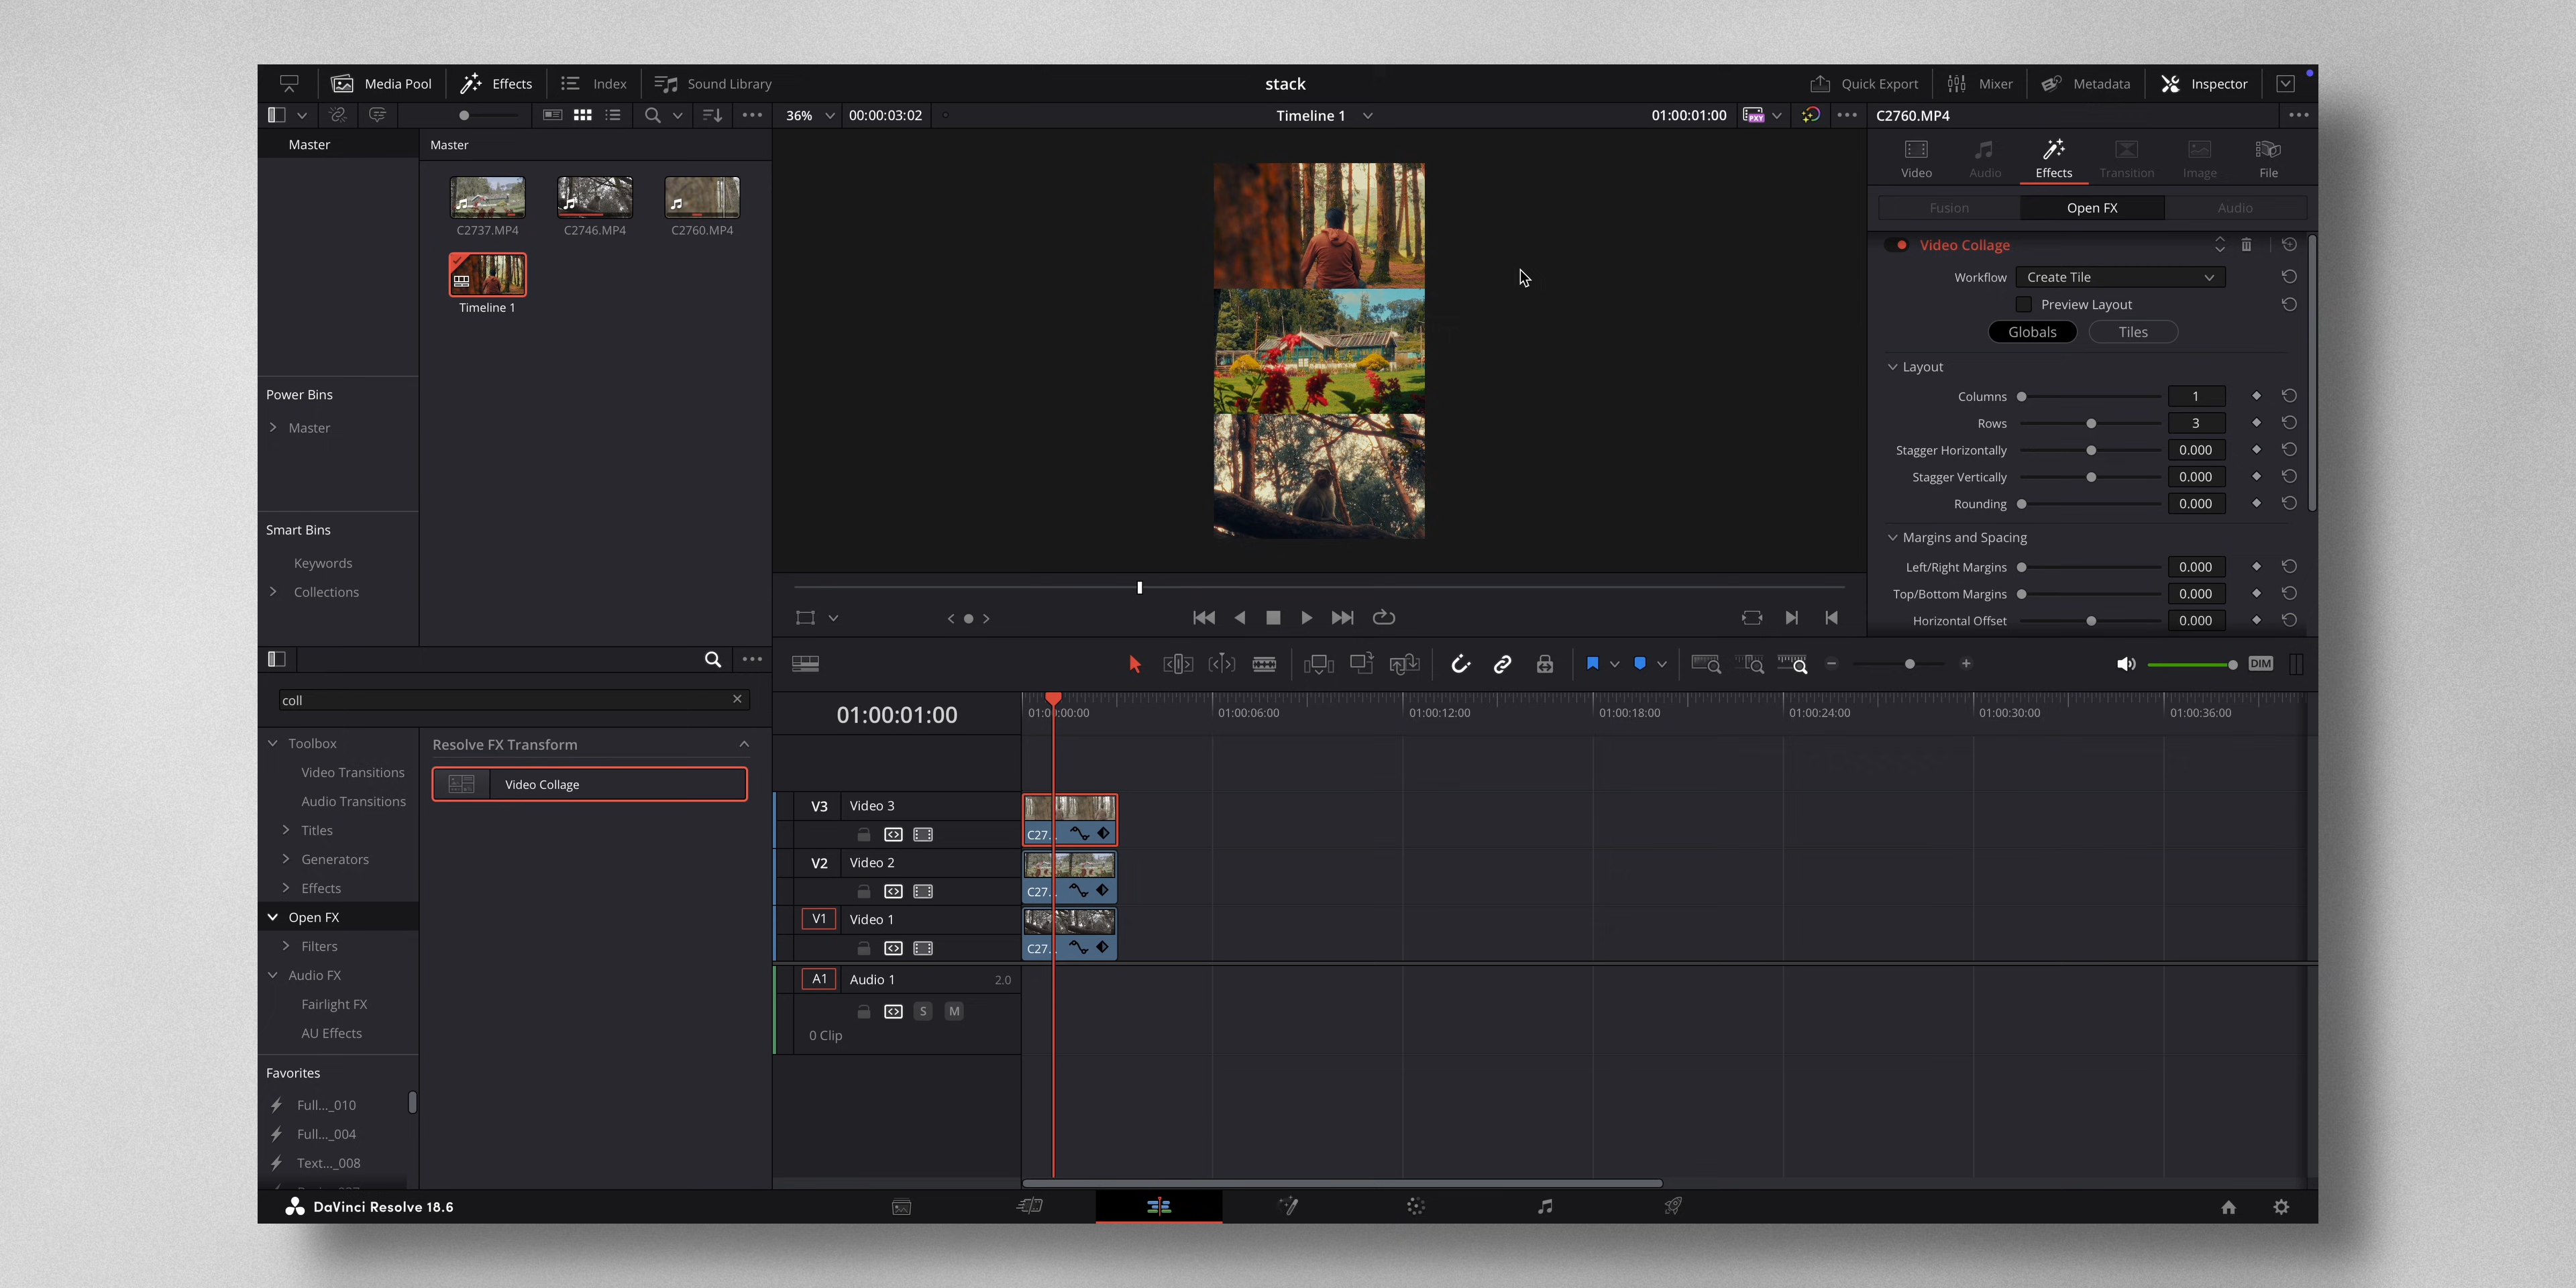 Media Pool
Effects
Index
Sound Library
stack
Quick Export
Mixer
Metadata
Inspector
36%
00:00:03:02
Timeline 1
01:00:01:00
PXY
C2760.MP4
Master
Master
C2737.MP4
C2746.MP4
C2760.MP4
Timeline 1
Power Bins
Master
Smart Bins
Keywords
Collections
Video
Audio
Effects
Transition
Image
File
Fusion
Open FX
Audio
Video Collage
Workflow
Create Tile
Preview Layout
Globals
Tiles
Layout
Columns
1
Rows
3
Stagger Horizontally
0.000
Stagger Vertically
0.000
Rounding
0.000
Margins and Spacing
Left/Right Margins
0.000
Top/Bottom Margins
0.000
Horizontal Offset
0.000
DIM
coll
Toolbox
Video Transitions
Audio Transitions
Titles
Generators
Effects
Open FX
Filters
Audio FX
Fairlight FX
AU Effects
Favorites
Full..._010
Full..._004
Text..._008
Resolve FX Transform
Video Collage
01:00:01:00
01:00:00:00
01:00:06:00
01:00:12:00
01:00:18:00
01:00:24:00
01:00:30:00
01:00:36:00
V3
Video 3
C27...
V2
Video 2
C27...
V1
Video 1
C27...
A1
Audio 1
2.0
S
M
0 Clip
DaVinci Resolve 18.6